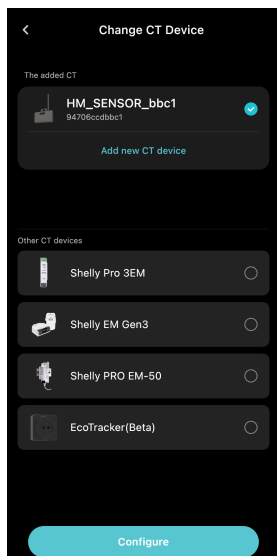 Change CT Device
The added CT
HM_SENSOR_bbc1
94706ccdbbc1
Add new CT device
Other CT devices
Shelly Pro 3EM
Shelly EM Gen3
Shelly PRO EM-50
EcoTracker(Beta)
Configure